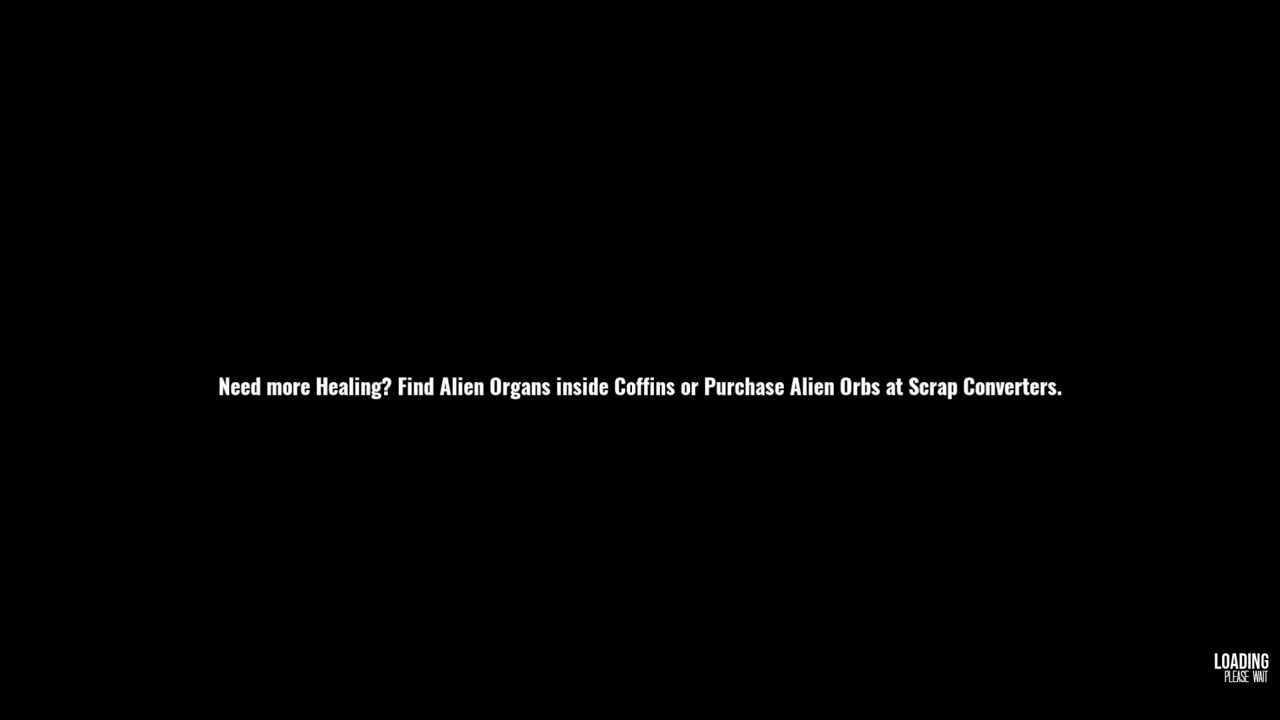 Need more Healing? Find Alien Organs inside Coffins or Purchase Alien Orbs at Scrap Converters.
LOADING
PLEASE WAIT